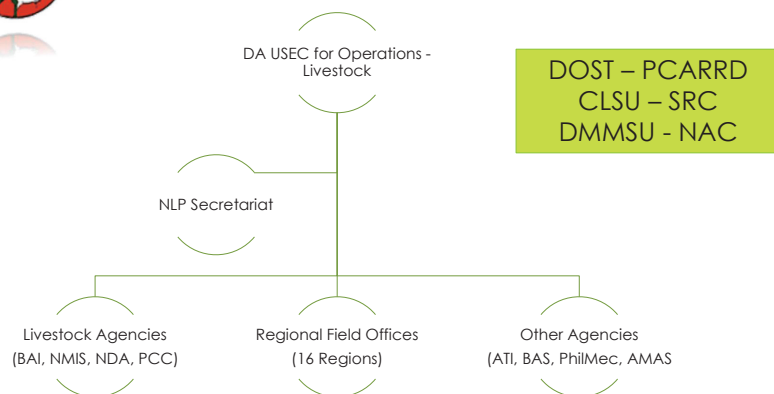 DA USEC for Operations -
Livestock
DOST – PCARRD
CLSU – SRC
DMMSU - NAC
NLP Secretariat
Livestock Agencies
(BAI, NMIS, NDA, PCC)
Regional Field Offices
(16 Regions)
Other Agencies
(ATI, BAS, PhilMec, AMAS